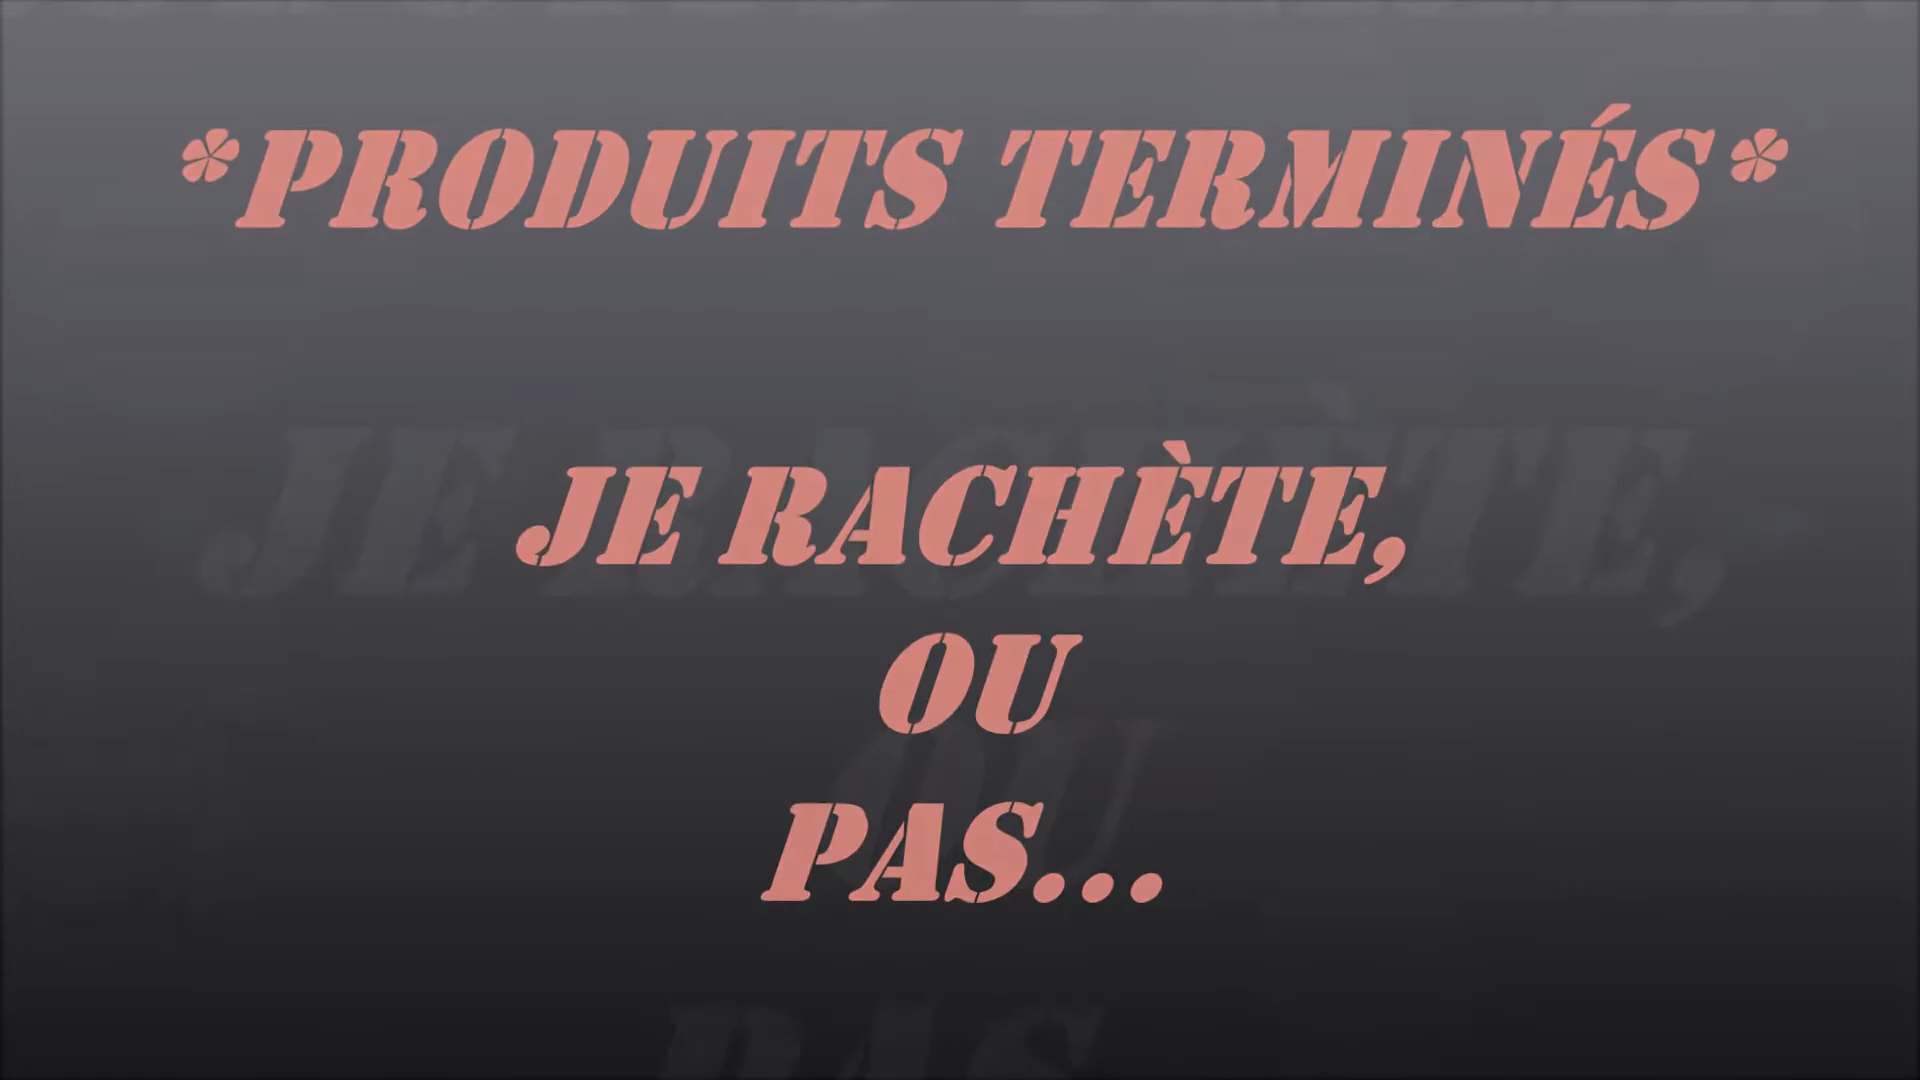 *PRODUITS TERMINÉS*
JE RACHÈTE,
OU
PAS...